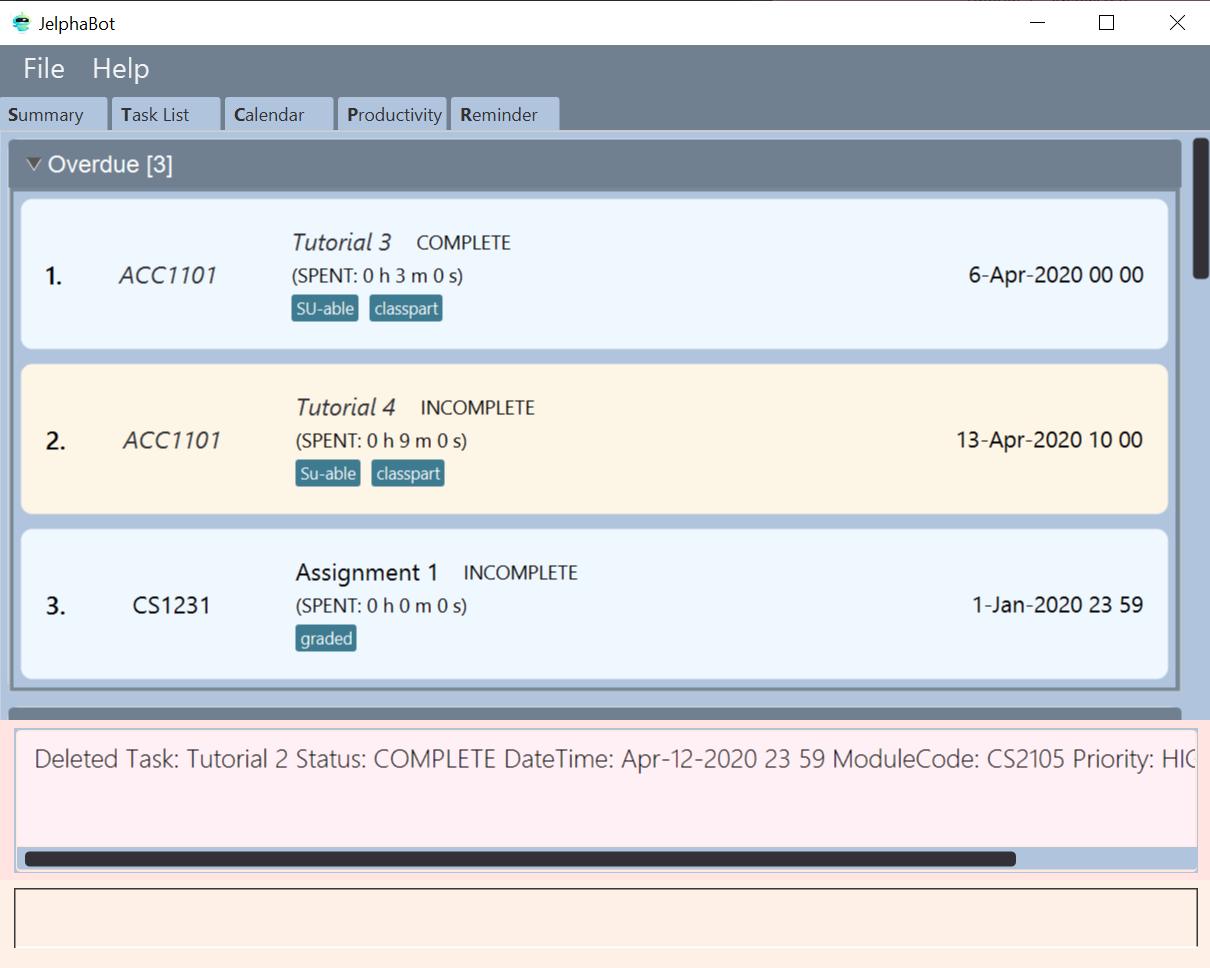 JelphaBot
File Help
Summary Task List Calendar Productivity Reminder
Overdue [3]
Tutorial 3 COMPLETE
1. ACC1101 (SPENT: 0 h 3 m 0 s) 6-Apr-2020 00 00
SU-able classpart
Tutorial 4 INCOMPLETE
2. ACC1101 (SPENT: 0 h 9 m 0 s) 13-Apr-2020 10 00
Su-able classpart
Assignment 1 INCOMPLETE
3. CS1231 (SPENT: 0 h 0 m 0 s) 1-Jan-2020 23 59
graded
Deleted Task: Tutorial 2 Status: COMPLETE DateTime: Apr-12-2020 23 59 ModuleCode: CS2105 Priority: